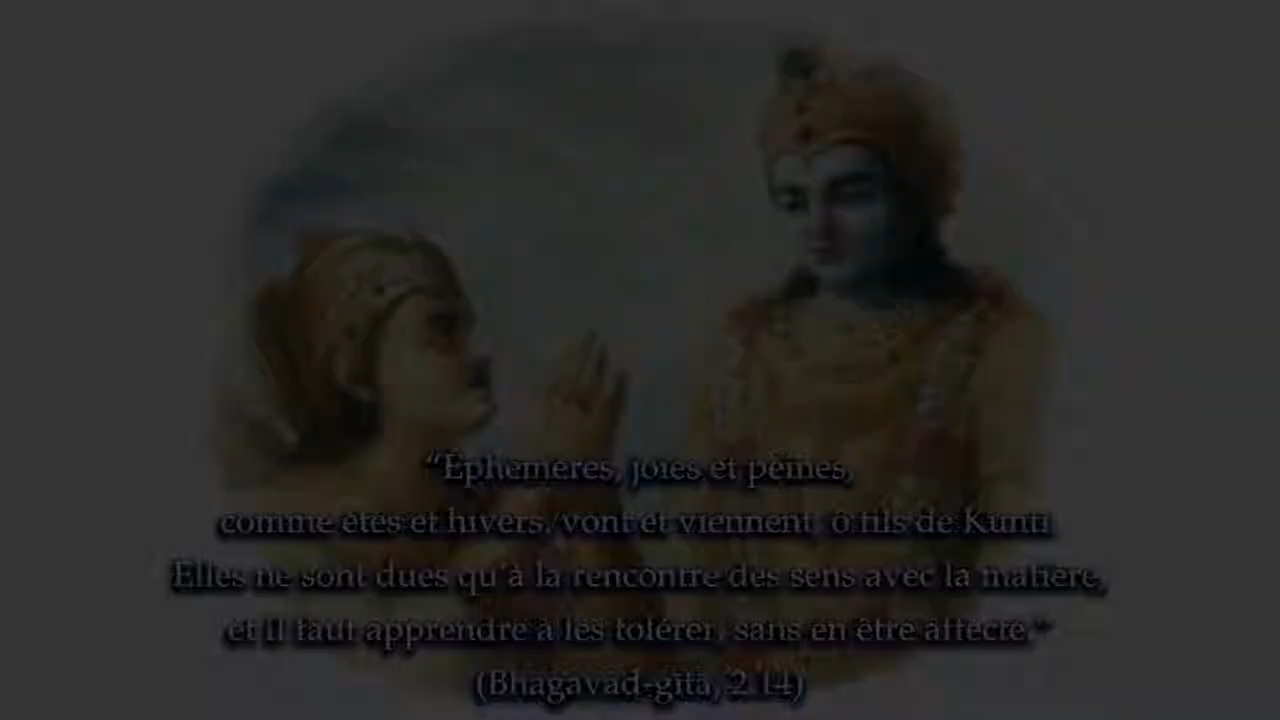 “Éphémères, joies et peines,
comme étés et hivers, vont et viennent, ô fils de Kuntī.
Elles ne sont dues qu'à la rencontre des sens avec la matière,
et il faut apprendre à les tolérer, sans en être affecté.”
(Bhagavad-gītā, 2.14)